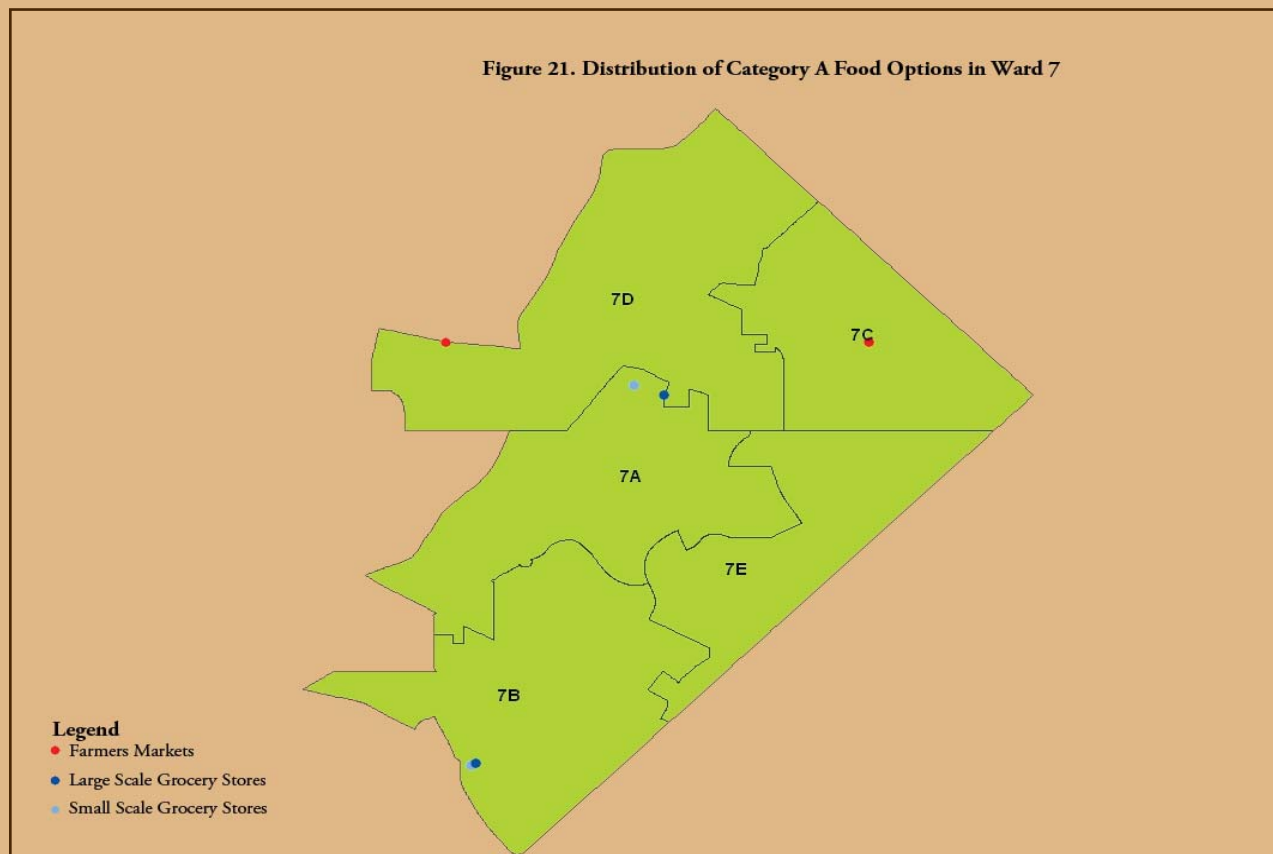 Figure 21. Distribution of Category A Food Options in Ward 7
7D
7C
7A
7E
7B
Legend
Farmers Markets
Large Scale Grocery Stores
Small Scale Grocery Stores